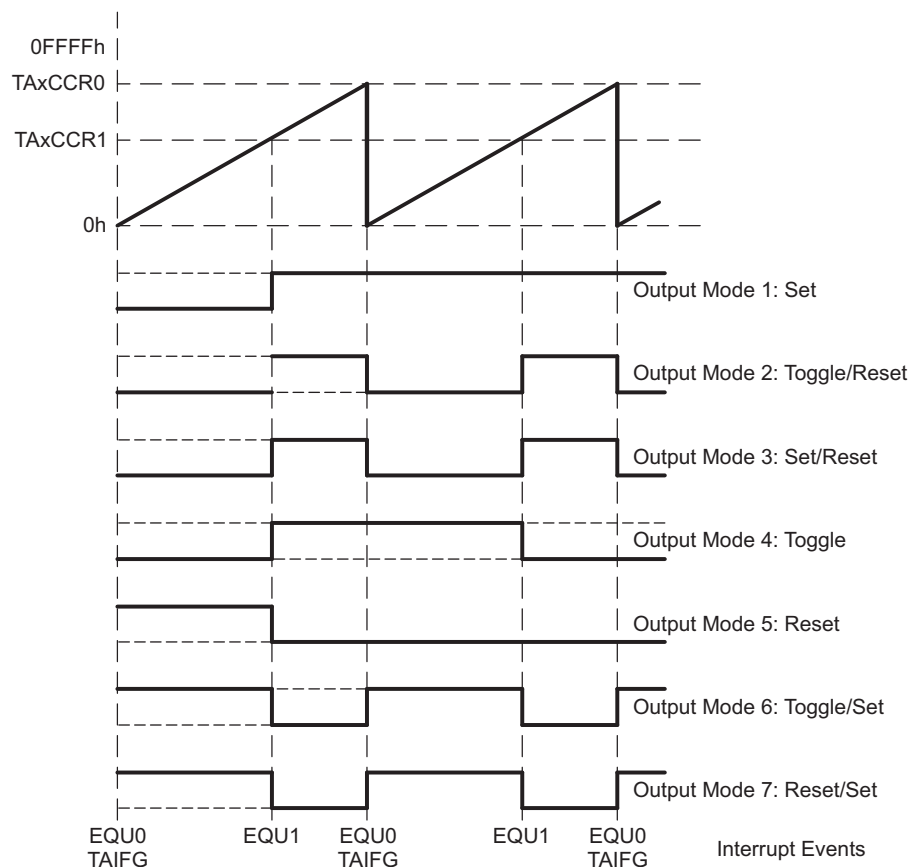 0FFFFh
TAxCCR0
TAxCCR1
0h
Output Mode 1: Set
Output Mode 2: Toggle/Reset
Output Mode 3: Set/Reset
Output Mode 4: Toggle
Output Mode 5: Reset
Output Mode 6: Toggle/Set
Output Mode 7: Reset/Set
EQU0 EQU1 EQU0 EQU1 EQU0
TAIFG TAIFG TAIFG
Interrupt Events